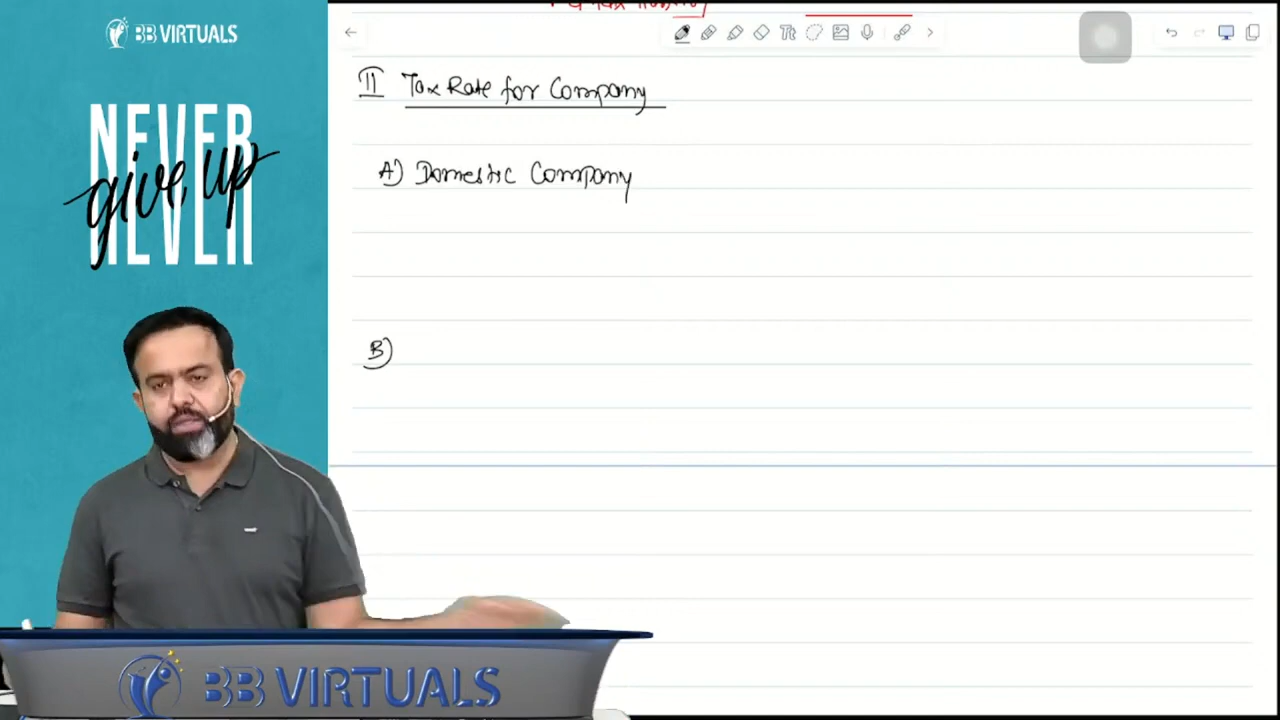 BB VIRTUALS
NEVER
give up
NEVER
II Tax Rate for Company
A) Domestic Company
B)
BB VIRTUALS